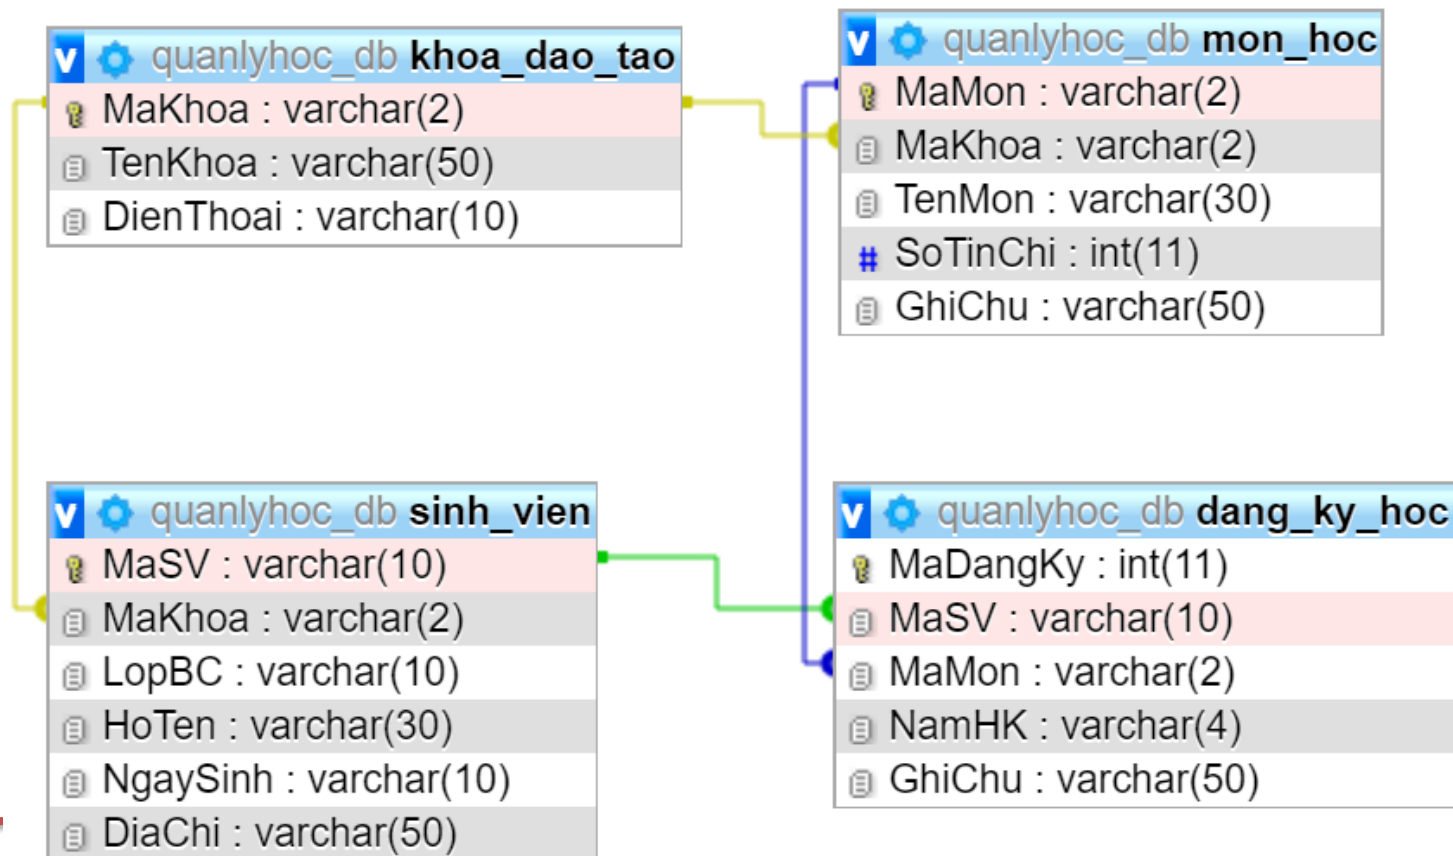 v quanlyhoc_db khoa_dao_tao
MaKhoa : varchar(2)
TenKhoa : varchar(50)
DienThoai : varchar(10)
v quanlyhoc_db mon_hoc
MaMon : varchar(2)
MaKhoa : varchar(2)
TenMon : varchar(30)
# SoTinChi : int(11)
GhiChu : varchar(50)
v quanlyhoc_db sinh_vien
MaSV : varchar(10)
MaKhoa : varchar(2)
LopBC : varchar(10)
HoTen : varchar(30)
NgaySinh : varchar(10)
DiaChi : varchar(50)
v quanlyhoc_db dang_ky_hoc
MaDangKy : int(11)
MaSV : varchar(10)
MaMon : varchar(2)
NamHK : varchar(4)
GhiChu : varchar(50)